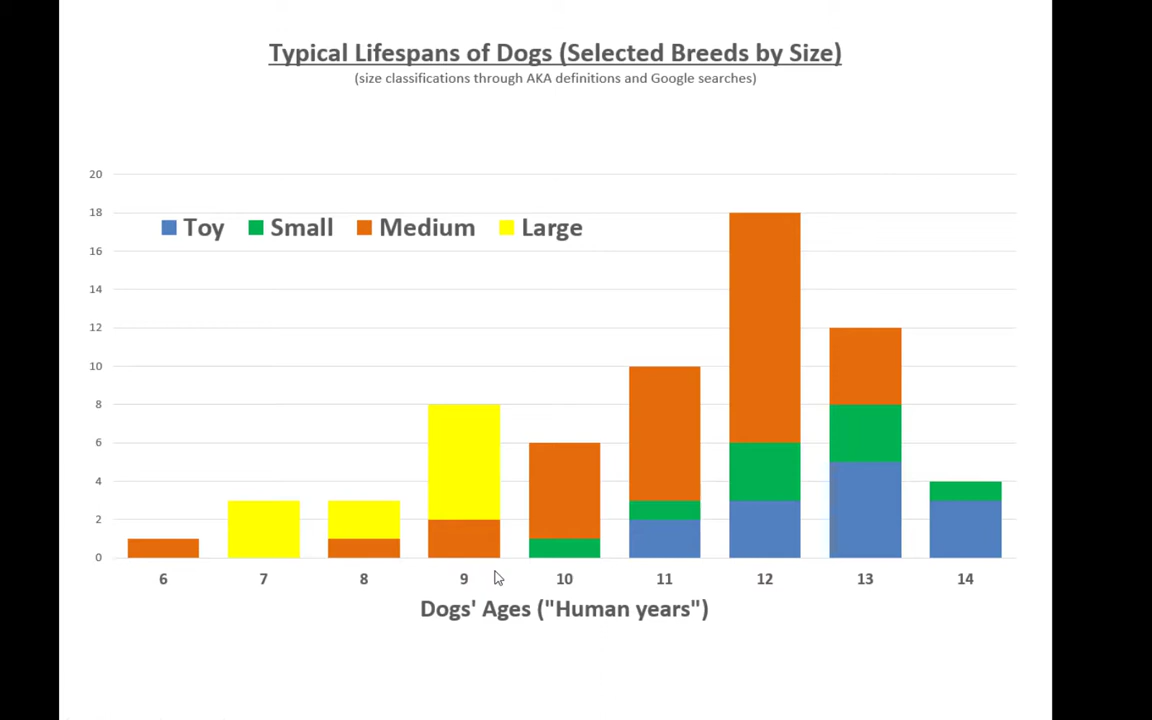 Typical Lifespans of Dogs (Selected Breeds by Size)
(size classifications through AKA definitions and Google searches)
20
18
16
14
12
10
8
6
4
2
0
Toy Small Medium Large
6 7 8 9 10 11 12 13 14
Dogs' Ages ("Human years")